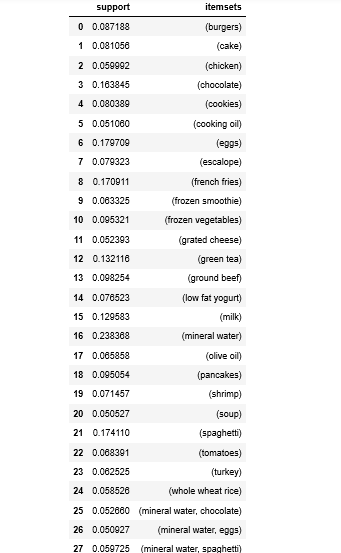 support itemsets
0 0.087188 (burgers)
1 0.081056 (cake)
2 0.059992 (chicken)
3 0.163845 (chocolate)
4 0.080389 (cookies)
5 0.051060 (cooking oil)
6 0.179709 (eggs)
7 0.079323 (escalope)
8 0.170911 (french fries)
9 0.063325 (frozen smoothie)
10 0.095321 (frozen vegetables)
11 0.052393 (grated cheese)
12 0.132116 (green tea)
13 0.098254 (ground beef)
14 0.076523 (low fat yogurt)
15 0.129583 (milk)
16 0.238368 (mineral water)
17 0.065858 (olive oil)
18 0.095054 (pancakes)
19 0.071457 (shrimp)
20 0.050527 (soup)
21 0.174110 (spaghetti)
22 0.068391 (tomatoes)
23 0.062525 (turkey)
24 0.058526 (whole wheat rice)
25 0.052660 (mineral water, chocolate)
26 0.050927 (mineral water, eggs)
27 0.059725 (mineral water, spaghetti)